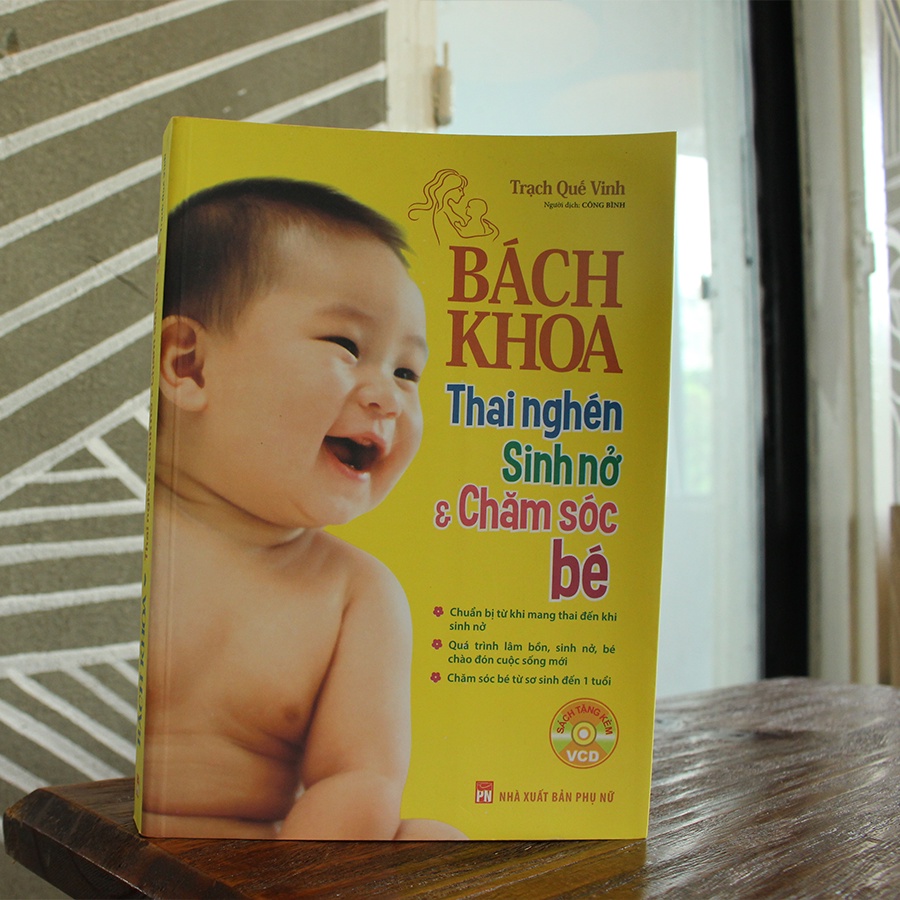 Trạch Quế Vinh
Người dịch: CÔNG BÌNH
BÁCH
KHOA
Thai nghén
Sinh nở
& Chăm sóc
bé
Chuẩn bị từ khi mang thai đến khi
sinh nở
Quá trình lâm bồn, sinh nở, bé
chào đón cuộc sống mới
Chăm sóc bé từ sơ sinh đến 1 tuổi
SÁCH TẶNG KÈM
VCD
PN NHÀ XUẤT BẢN PHỤ NỮ